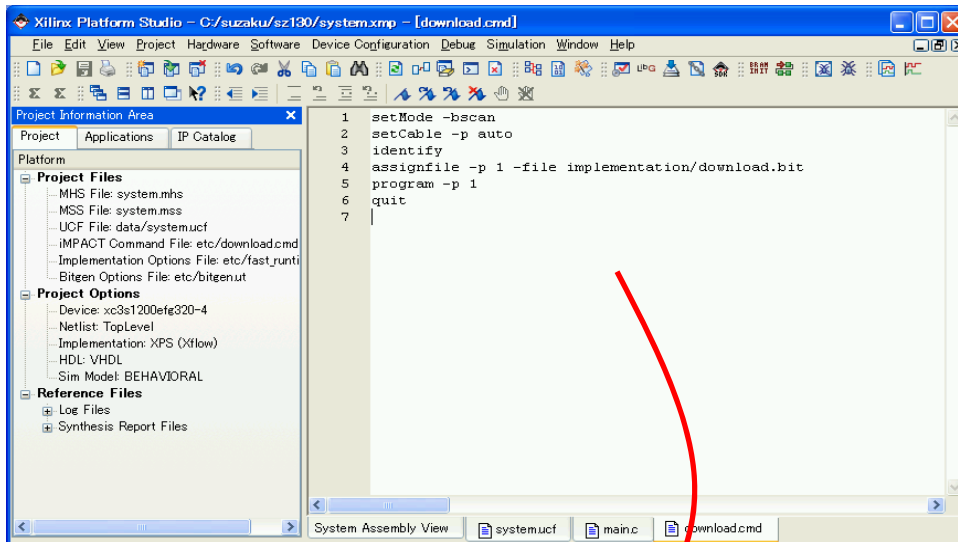 Xilinx Platform Studio - C:/suzaku/sz130/system.xmp - [download.cmd]
File Edit View Project Hardware Software Device Configuration Debug Simulation Window Help
Project Information Area
Project Applications IP Catalog
Platform
Project Files
MHS File: system.mhs
MSS File: system.mss
UCF File: data/system.ucf
iMPACT Command File: etc/download.cmd
Implementation Options File: etc/fast_runti
Bitgen Options File: etc/bitgen.ut
Project Options
Device: xc3s1200efg320-4
Netlist: TopLevel
Implementation: XPS (Xflow)
HDL: VHDL
Sim Model: BEHAVIORAL
Reference Files
Log Files
Synthesis Report Files
1 setMode -bscan
2 setCable -p auto
3 identify
4 assignfile -p 1 -file implementation/download.bit
5 program -p 1
6 quit
7
System Assembly View system.ucf main.c download.cmd